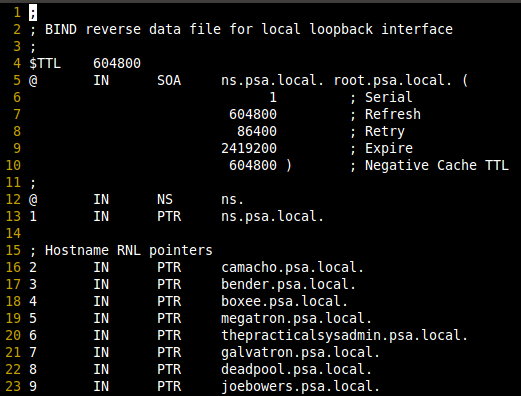 1 ;
2 ; BIND reverse data file for local loopback interface
3 ;
4 $TTL    604800
5 @       IN      SOA     ns.psa.local. root.psa.local. (
6                               1         ; Serial
7                          604800         ; Refresh
8                           86400         ; Retry
9                         2419200         ; Expire
10                         604800 )       ; Negative Cache TTL
11 ;
12 @       IN      NS      ns.
13 1       IN      PTR     ns.psa.local.
14
15 ; Hostname RNL pointers
16 2       IN      PTR     camacho.psa.local.
17 3       IN      PTR     bender.psa.local.
18 4       IN      PTR     boxee.psa.local.
19 5       IN      PTR     megatron.psa.local.
20 6       IN      PTR     thepracticalsysadmin.psa.local.
21 7       IN      PTR     galvatron.psa.local.
22 8       IN      PTR     deadpool.psa.local.
23 9       IN      PTR     joebowers.psa.local.